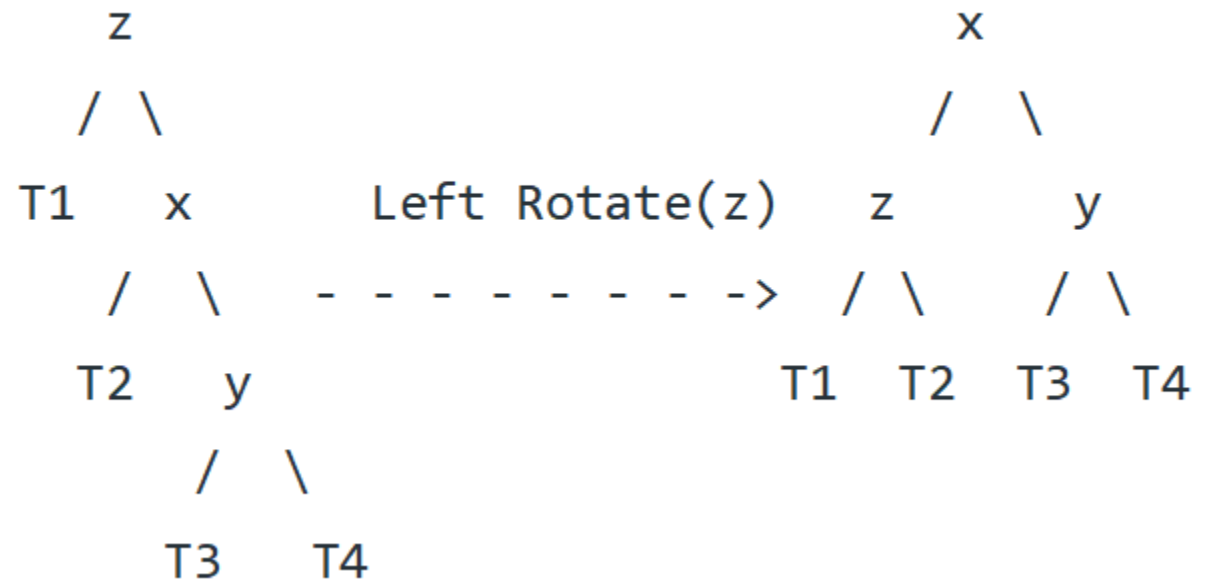 z x
/ \ / \
T1 x Left Rotate(z) z y
/ \ - - - - - - - -> / \ / \
T2 y T1 T2 T3 T4
/ \
T3 T4